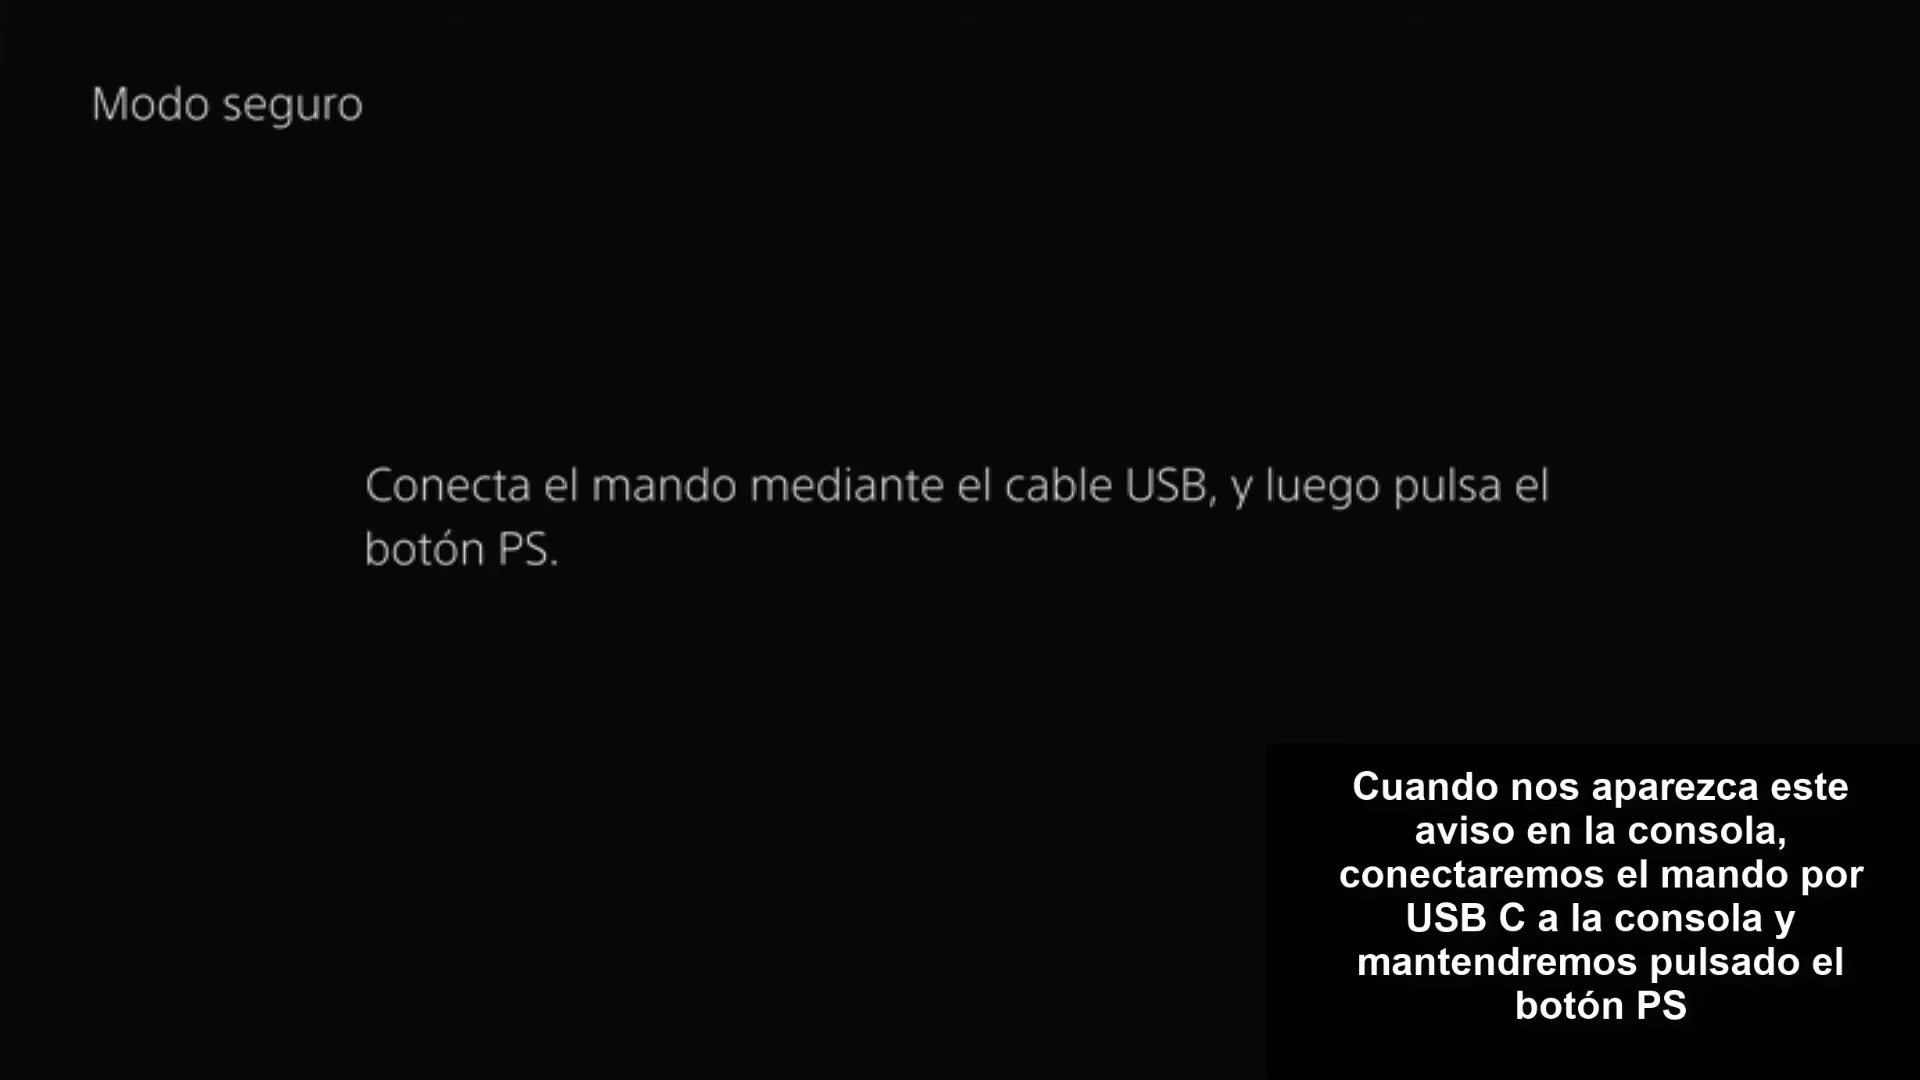 Modo seguro
Conecta el mando mediante el cable USB, y luego pulsa el
botón PS.
Cuando nos aparezca este
aviso en la consola,
conectaremos el mando por
USB C a la consola y
mantendremos pulsado el
botón PS